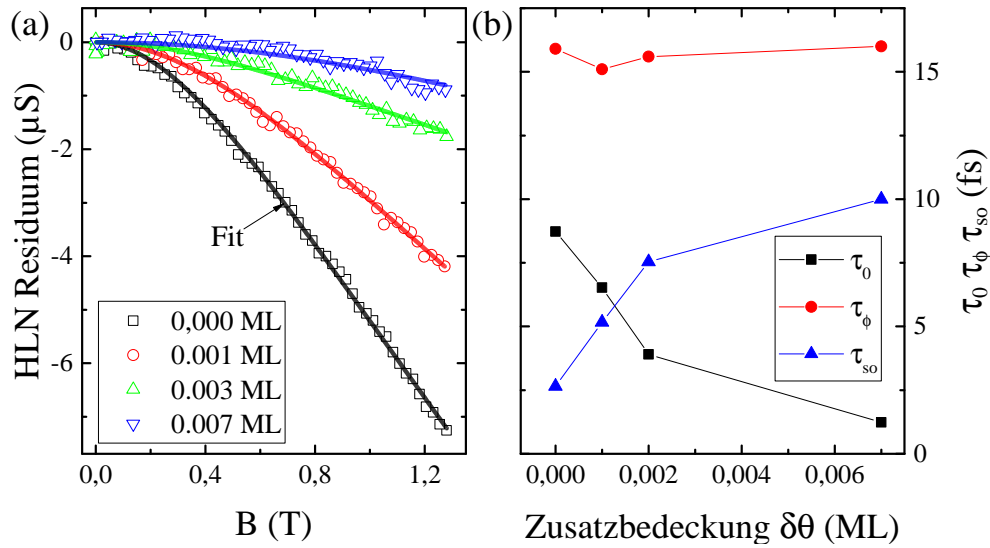 (a)
HLN Residuum (µS)
0
-2
-4
-6
Fit
0,000 ML
0.001 ML
0.003 ML
0.007 ML
0,0 0,4 0,8 1,2
B (T)
(b)
τ0
τϕ
τso
0,000 0,002 0,004 0,006
Zusatzbedeckung δθ (ML)
15
10
5
0
τ0 τϕ τso (fs)